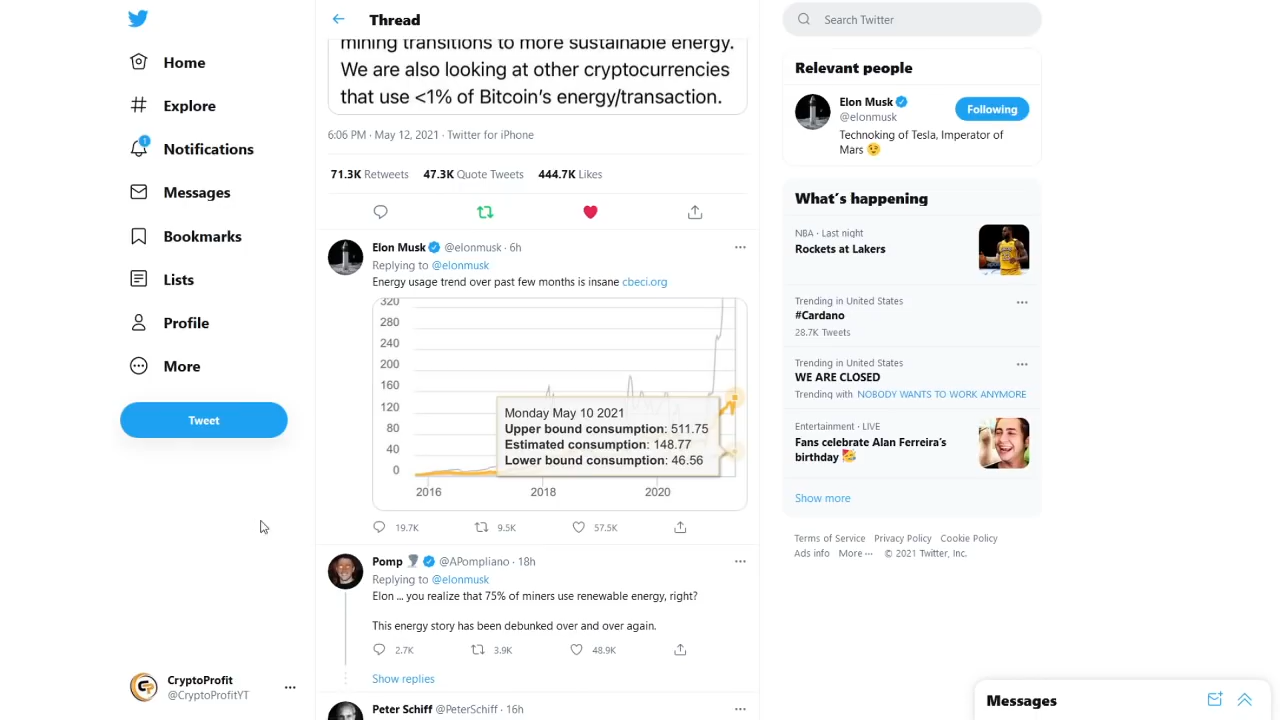 Home
Explore
1
Notifications
Messages
Bookmarks
Lists
Profile
More
Tweet
CryptoProfit
@CryptoProfitYT
Thread
mining transitions to more sustainable energy.
We are also looking at other cryptocurrencies
that use <1% of Bitcoin's energy/transaction.
6:06 PM · May 12, 2021 · Twitter for iPhone
71.3K Retweets 47.3K Quote Tweets 444.7K Likes
Elon Musk @elonmusk · 6h
Replying to @elonmusk
Energy usage trend over past few months is insane cbeci.org
320
280
240
200
160
120
80
40
0
2016 2018 2020
Monday May 10 2021
Upper bound consumption: 511.75
Estimated consumption: 148.77
Lower bound consumption: 46.56
19.7K 9.5K 57.5K
Pomp @APompliano · 18h
Replying to @elonmusk
Elon ... you realize that 75% of miners use renewable energy, right?
This energy story has been debunked over and over again.
2.7K 3.9K 48.9K
Show replies
Peter Schiff @PeterSchiff · 16h
Search Twitter
Relevant people
Elon Musk
@elonmusk
Following
Technoking of Tesla, Imperator of
Mars 😉
What's happening
NBA · Last night
Rockets at Lakers
Trending in United States
#Cardano
28.7K Tweets
Trending in United States
WE ARE CLOSED
Trending with NOBODY WANTS TO WORK ANYMORE
Entertainment · LIVE
Fans celebrate Alan Ferreira's
birthday 🥳
Show more
Terms of Service Privacy Policy Cookie Policy
Ads info More ··· © 2021 Twitter, Inc.
Messages